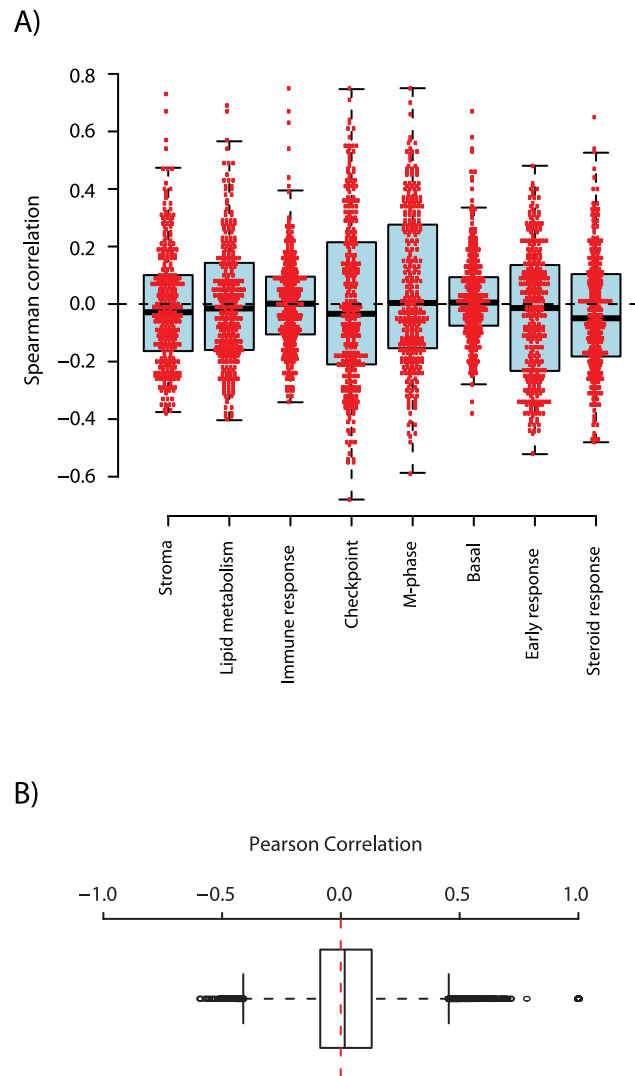 A)
Spearman correlation
0.8
0.6
0.4
0.2
0.0
−0.2
−0.4
−0.6
Stroma
Lipid metabolism
Immune response
Checkpoint
M-phase
Basal
Early response
Steroid response
B)
Pearson Correlation
−1.0 −0.5 0.0 0.5 1.0